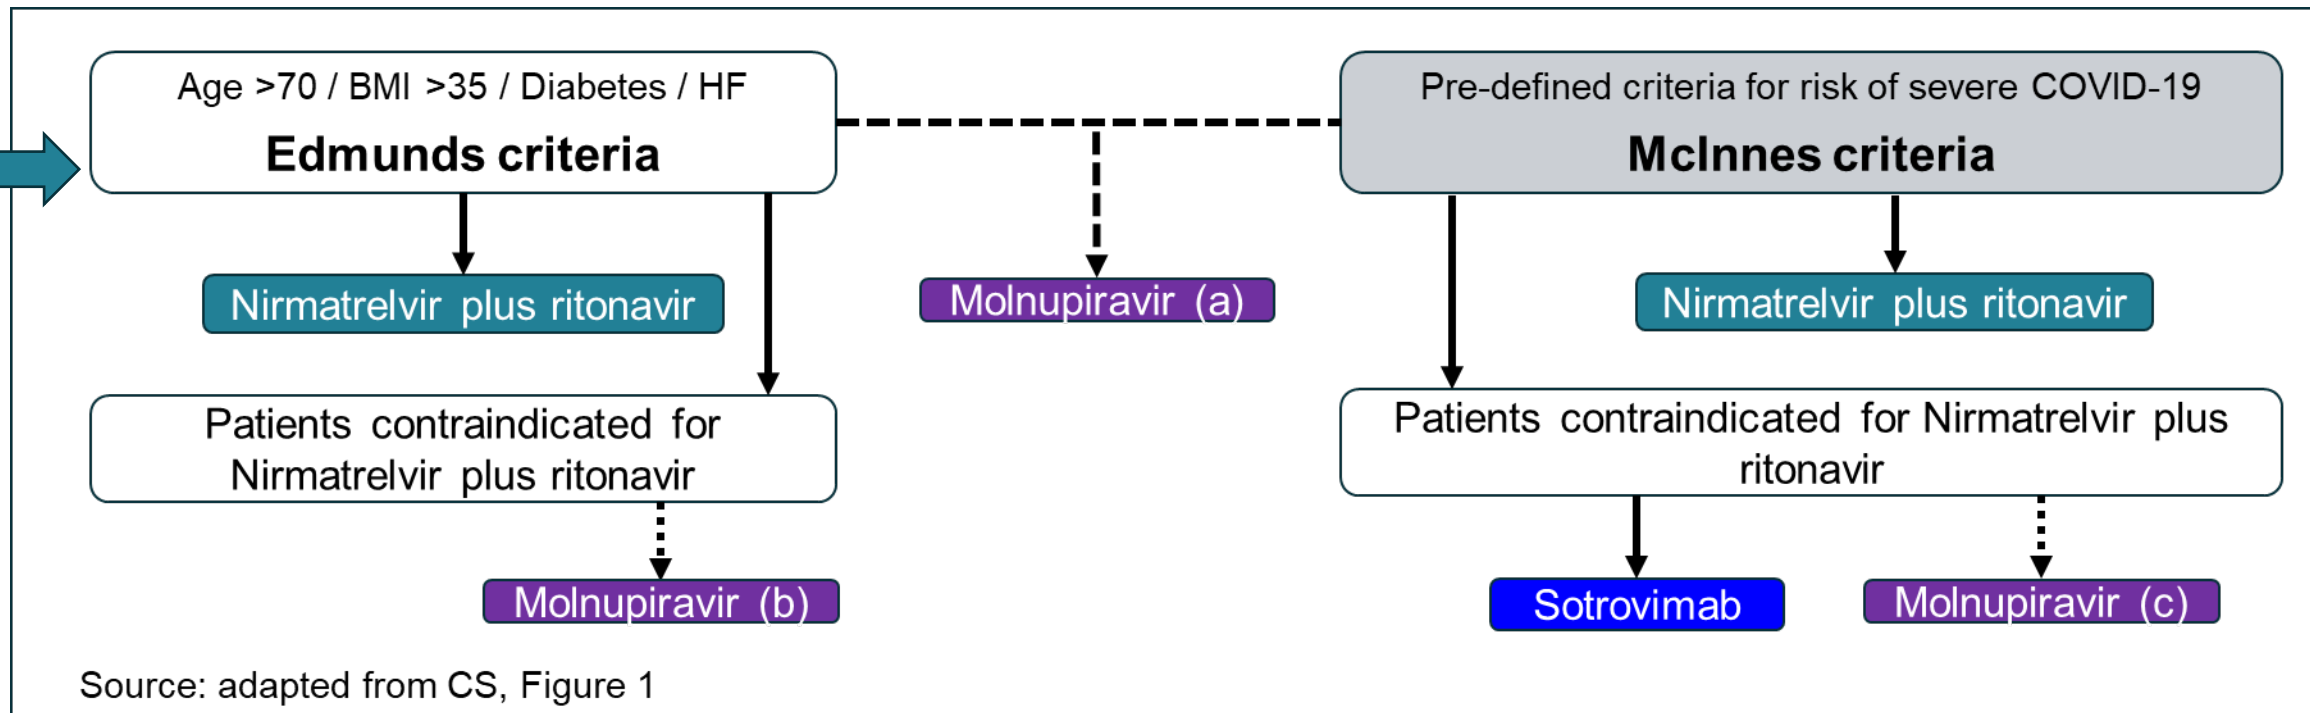 Age >70 / BMI >35 / Diabetes / HF
Edmunds criteria
Pre-defined criteria for risk of severe COVID-19
McInnes criteria
Nirmatrelvir plus ritonavir
Molnupiravir (a)
Nirmatrelvir plus ritonavir
Patients contraindicated for
Nirmatrelvir plus ritonavir
Patients contraindicated for Nirmatrelvir plus
ritonavir
Molnupiravir (b)
Sotrovimab
Molnupiravir (c)
Source: adapted from CS, Figure 1